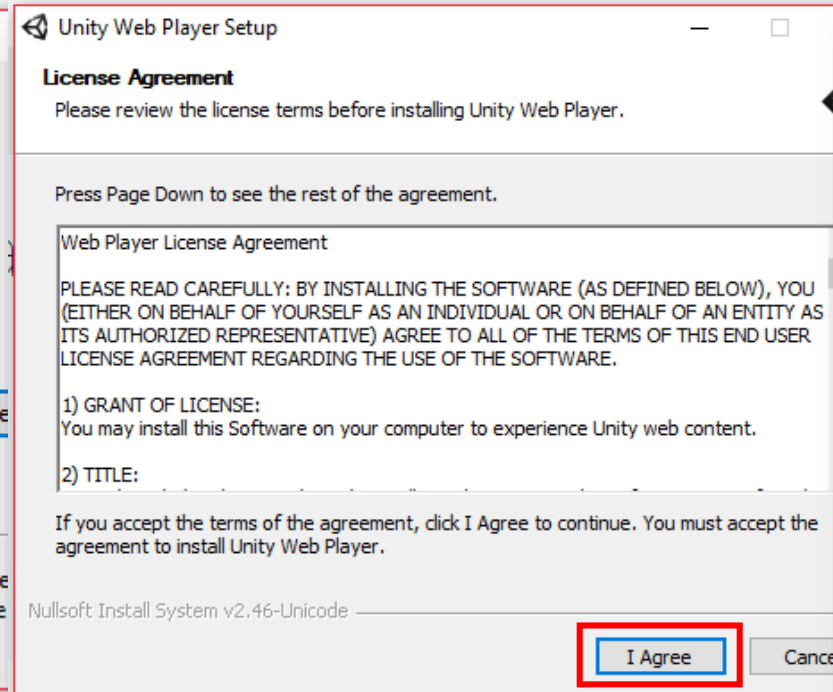 Unity Web Player Setup
License Agreement
Please review the license terms before installing Unity Web Player.
Press Page Down to see the rest of the agreement.
Web Player License Agreement
PLEASE READ CAREFULLY: BY INSTALLING THE SOFTWARE (AS DEFINED BELOW), YOU
(EITHER ON BEHALF OF YOURSELF AS AN INDIVIDUAL OR ON BEHALF OF AN ENTITY AS
ITS AUTHORIZED REPRESENTATIVE) AGREE TO ALL OF THE TERMS OF THIS END USER
LICENSE AGREEMENT REGARDING THE USE OF THE SOFTWARE.
1) GRANT OF LICENSE:
You may install this Software on your computer to experience Unity web content.
2) TITLE:
If you accept the terms of the agreement, click I Agree to continue. You must accept the
agreement to install Unity Web Player.
Nullsoft Install System v2.46-Unicode
I Agree
Cance